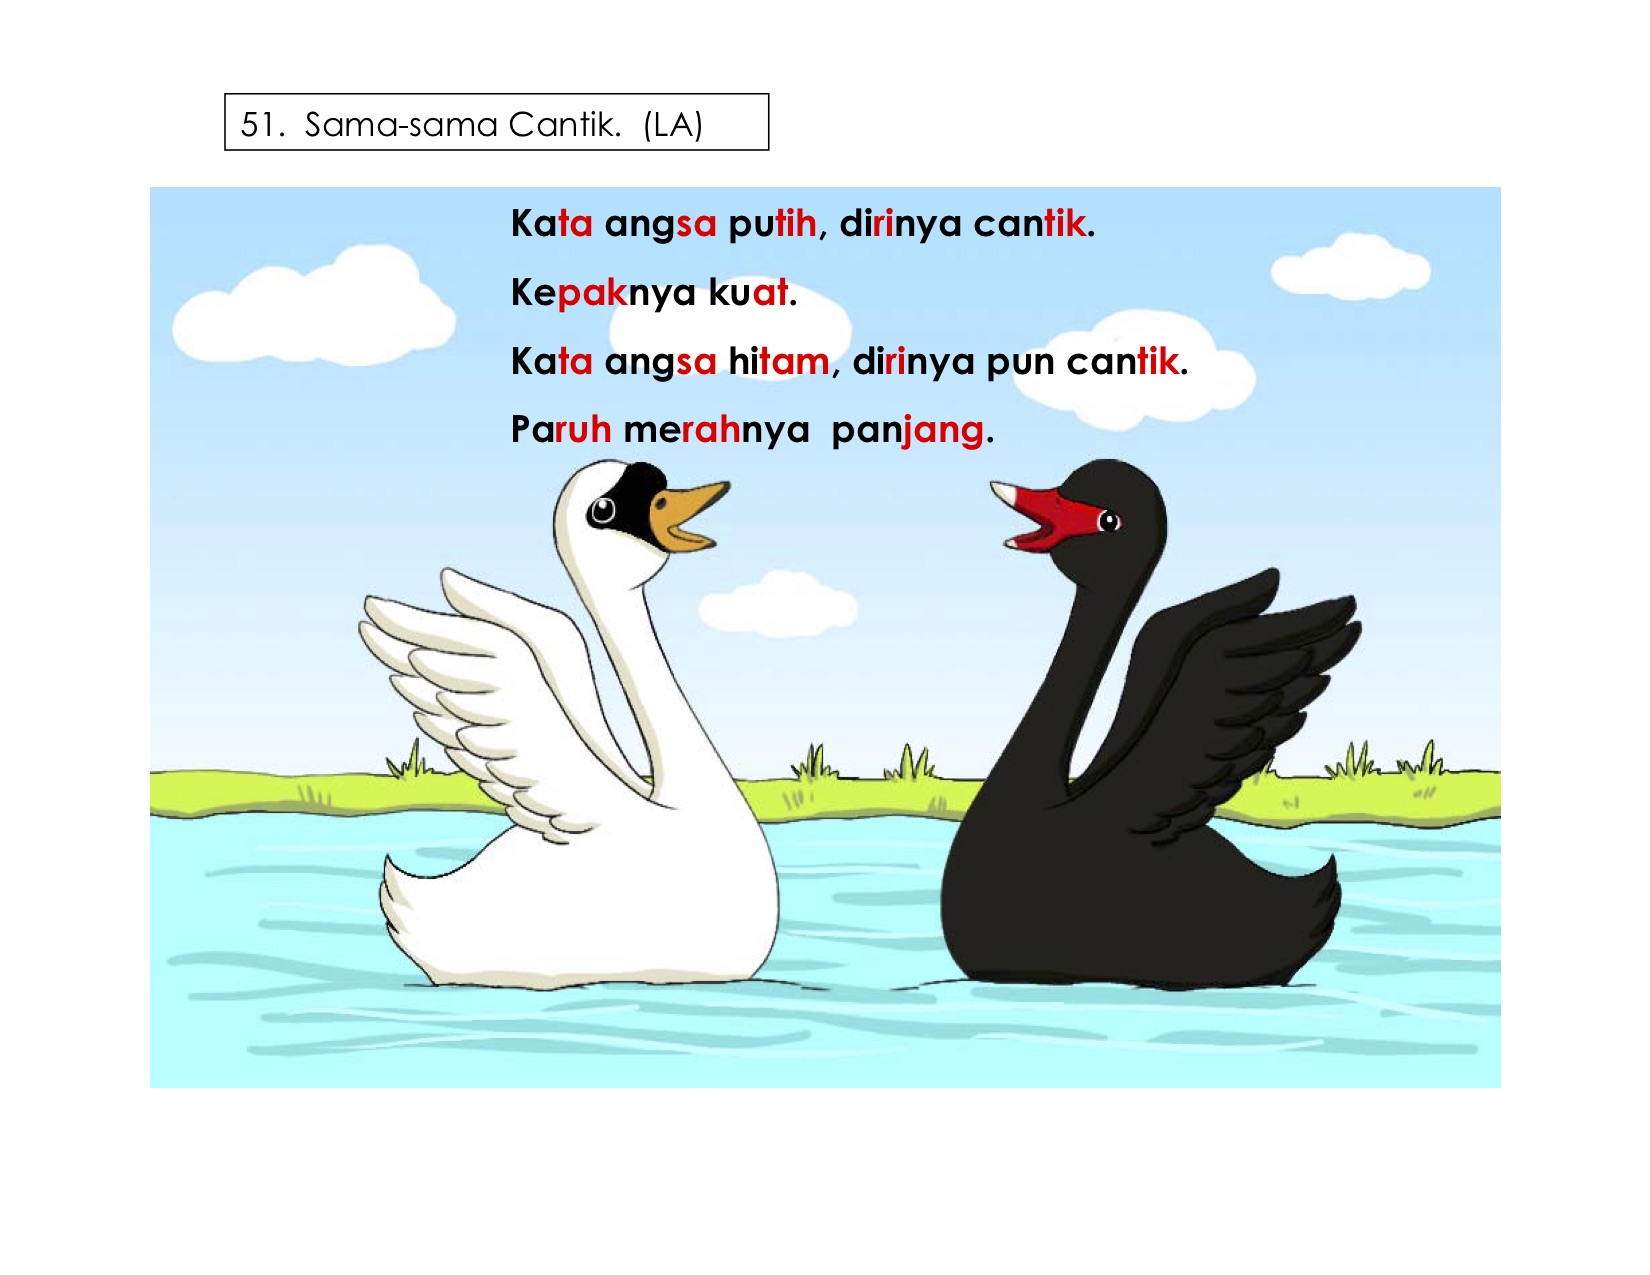 51. Sama-sama Cantik. (LA)
Kata angsa putih, dirinya cantik.
Kepaknya kuat.
Kata angsa hitam, dirinya pun cantik.
Paruh merahnya panjang.